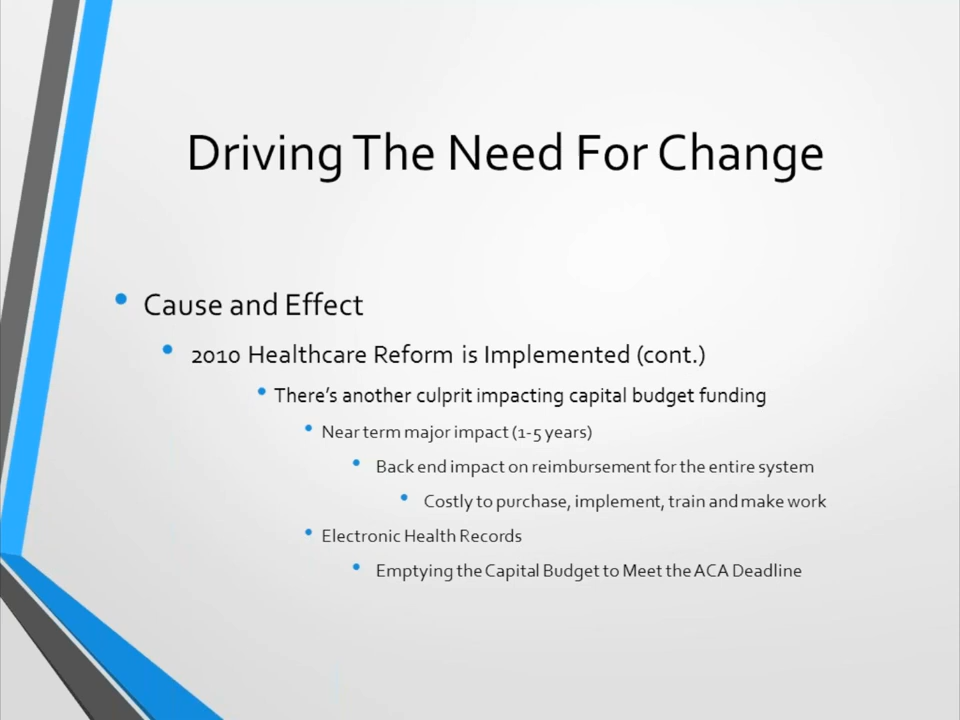 Driving The Need For Change
• Cause and Effect
• 2010 Healthcare Reform is Implemented (cont.)
• There's another culprit impacting capital budget funding
• Near term major impact (1-5 years)
• Back end impact on reimbursement for the entire system
• Costly to purchase, implement, train and make work
• Electronic Health Records
• Emptying the Capital Budget to Meet the ACA Deadline